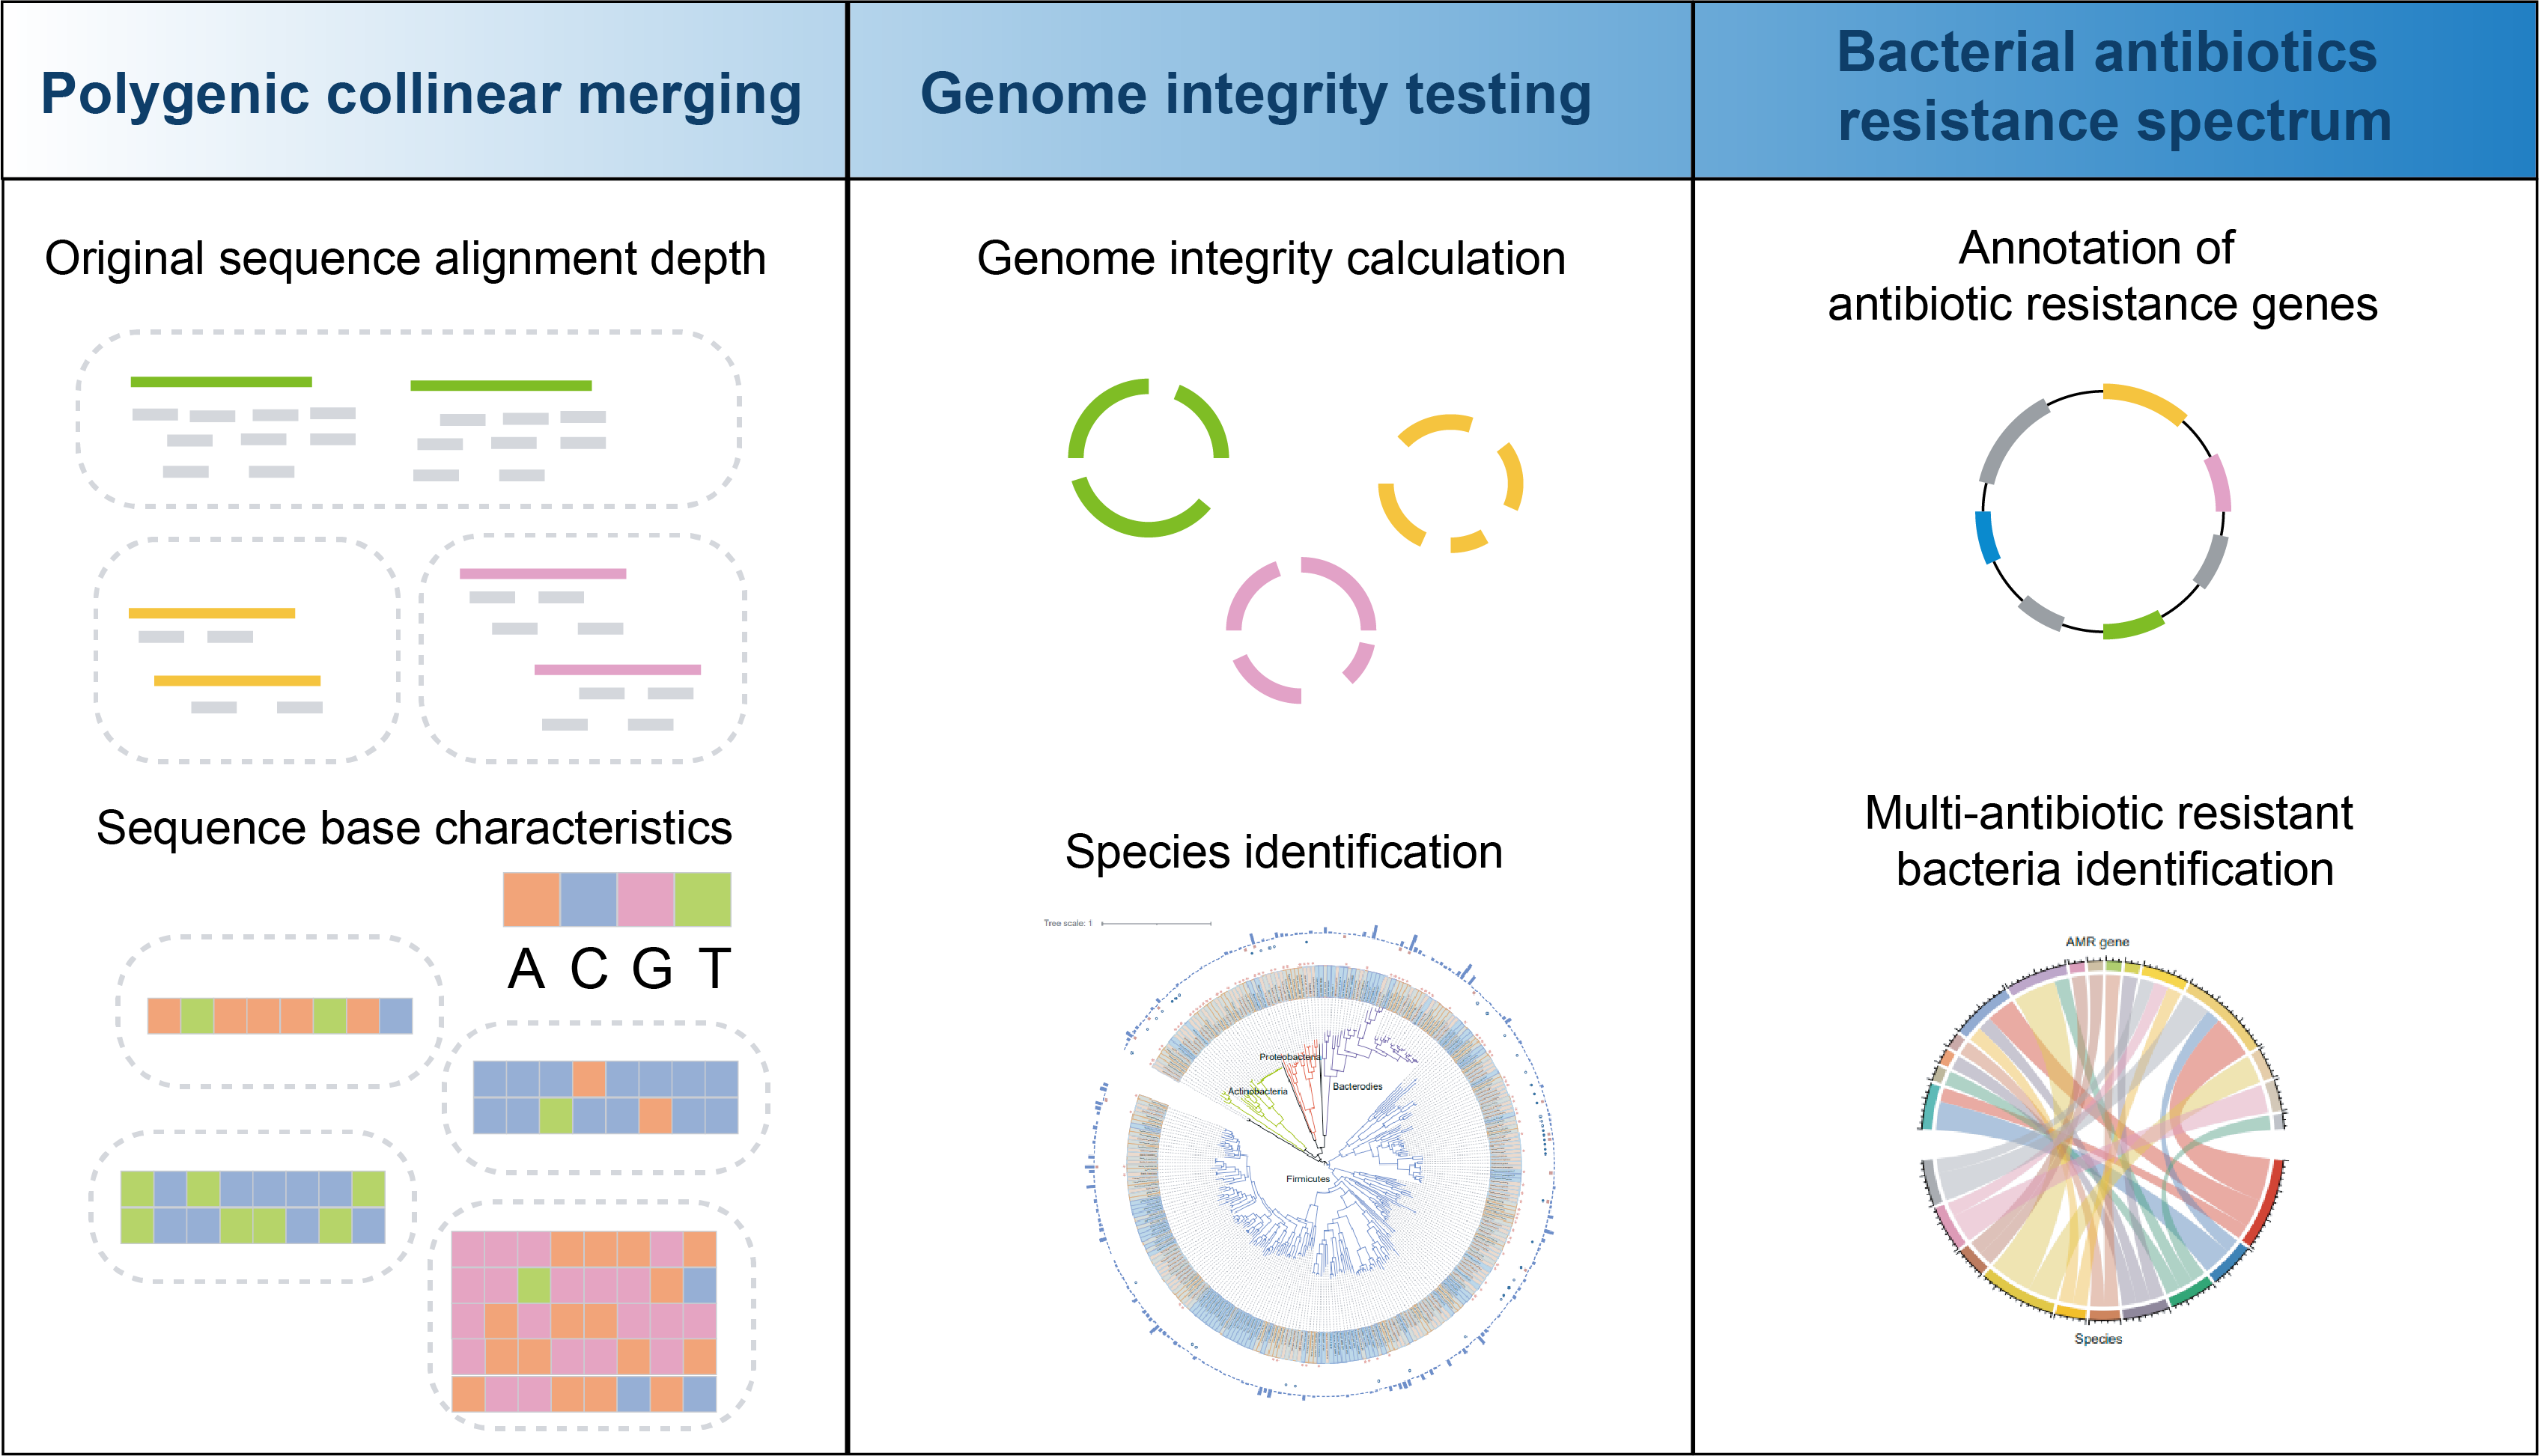 Polygenic collinear merging
Genome integrity testing
Bacterial antibiotics
resistance spectrum
Original sequence alignment depth
Sequence base characteristics
A C G T
Genome integrity calculation
Species identification
Tree scale: 1
Proteobacteria
Actinobacteria
Bacterodies
Firmicutes
Annotation of
antibiotic resistance genes
Multi-antibiotic resistant
bacteria identification
AMR gene
Species